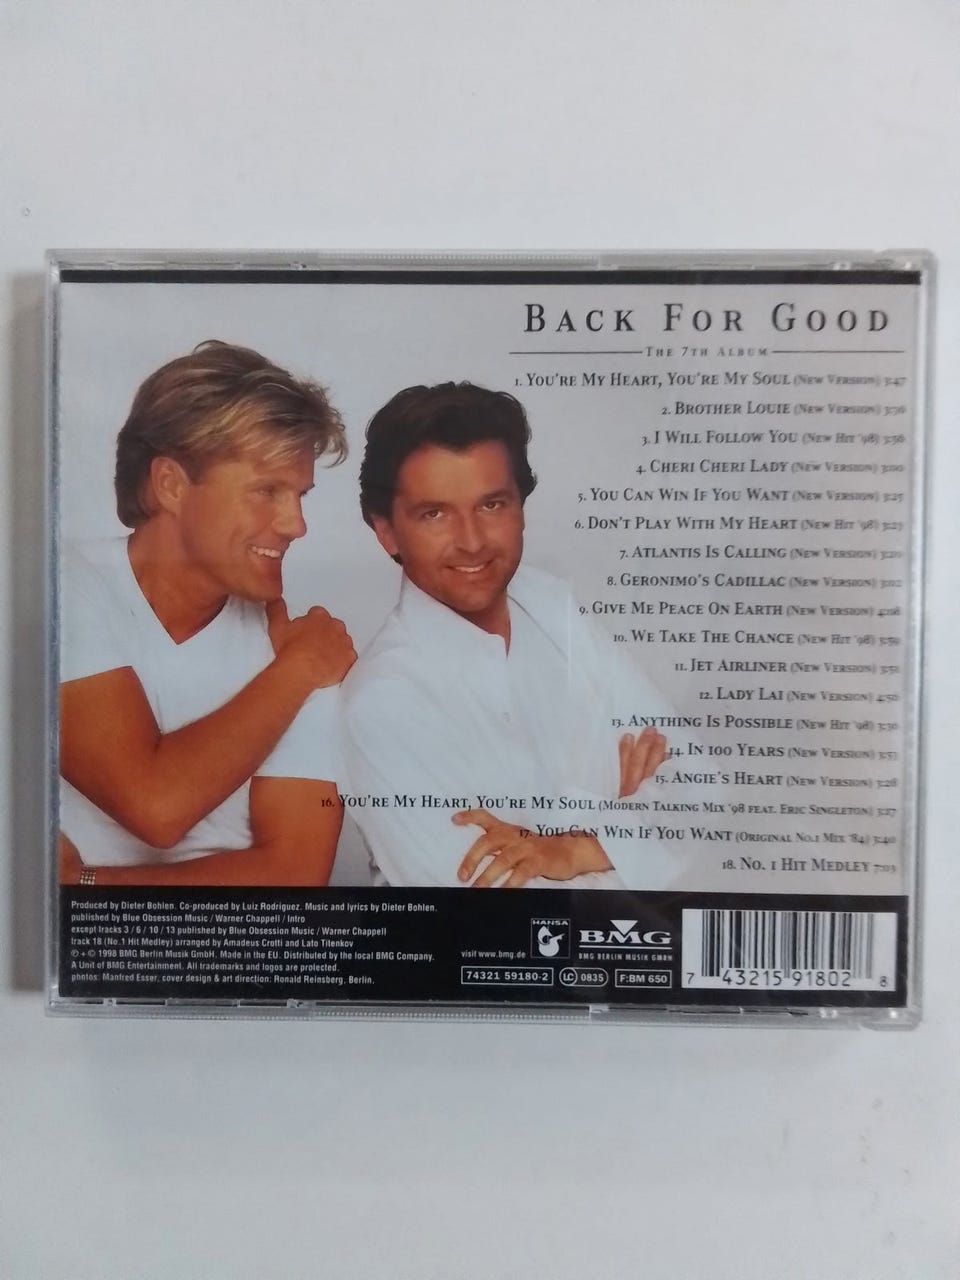 BACK FOR GOOD
THE 7TH ALBUM
1. YOU'RE MY HEART, YOU'RE MY SOUL (NEW VERSION) 3:47
2. BROTHER LOUIE (NEW VERSION) 3:36
3. I WILL FOLLOW YOU (NEW HIT '98) 3:56
4. CHERI CHERI LADY (NEW VERSION) 3:00
5. YOU CAN WIN IF YOU WANT (NEW VERSION) 3:25
6. DON'T PLAY WITH MY HEART (NEW HIT '98) 3:23
7. ATLANTIS IS CALLING (NEW VERSION) 3:20
8. GERONIMO'S CADILLAC (NEW VERSION) 3:02
9. GIVE ME PEACE ON EARTH (NEW VERSION) 4:08
10. WE TAKE THE CHANCE (NEW HIT '98) 3:59
11. JET AIRLINER (NEW VERSION) 3:51
12. LADY LAI (NEW VERSION) 4:50
13. ANYTHING IS POSSIBLE (NEW HIT '98) 3:30
14. IN 100 YEARS (NEW VERSION) 3:57
15. ANGIE'S HEART (NEW VERSION) 3:28
16. YOU'RE MY HEART, YOU'RE MY SOUL (MODERN TALKING MIX '98 FEAT. ERIC SINGLETON) 3:27
17. YOU CAN WIN IF YOU WANT (ORIGINAL NO.1 MIX '84) 3:40
18. NO. 1 HIT MEDLEY 7:03
Produced by Dieter Bohlen. Co-produced by Luiz Rodriguez. Music and lyrics by Dieter Bohlen.
published by Blue Obsession Music / Warner Chappell / Intro
except tracks 3 / 6 / 10 / 13 published by Blue Obsession Music / Warner Chappell
track 18 (No.1 Hit Medley) arranged by Amadeus Crotti and Lato Titenkov
℗ + © 1998 BMG Berlin Musik GmbH. Made in the EU. Distributed by the local BMG Company.
A Unit of BMG Entertainment. All trademarks and logos are protected.
photos: Manfred Esser, cover design & art direction: Ronald Reinsberg, Berlin.
visit www.bmg.de
HANSA
BMG
BMG BERLIN MUSIK GMBH
74321 59180-2
LC 0835
F:BM 650
7 43215 91802 8